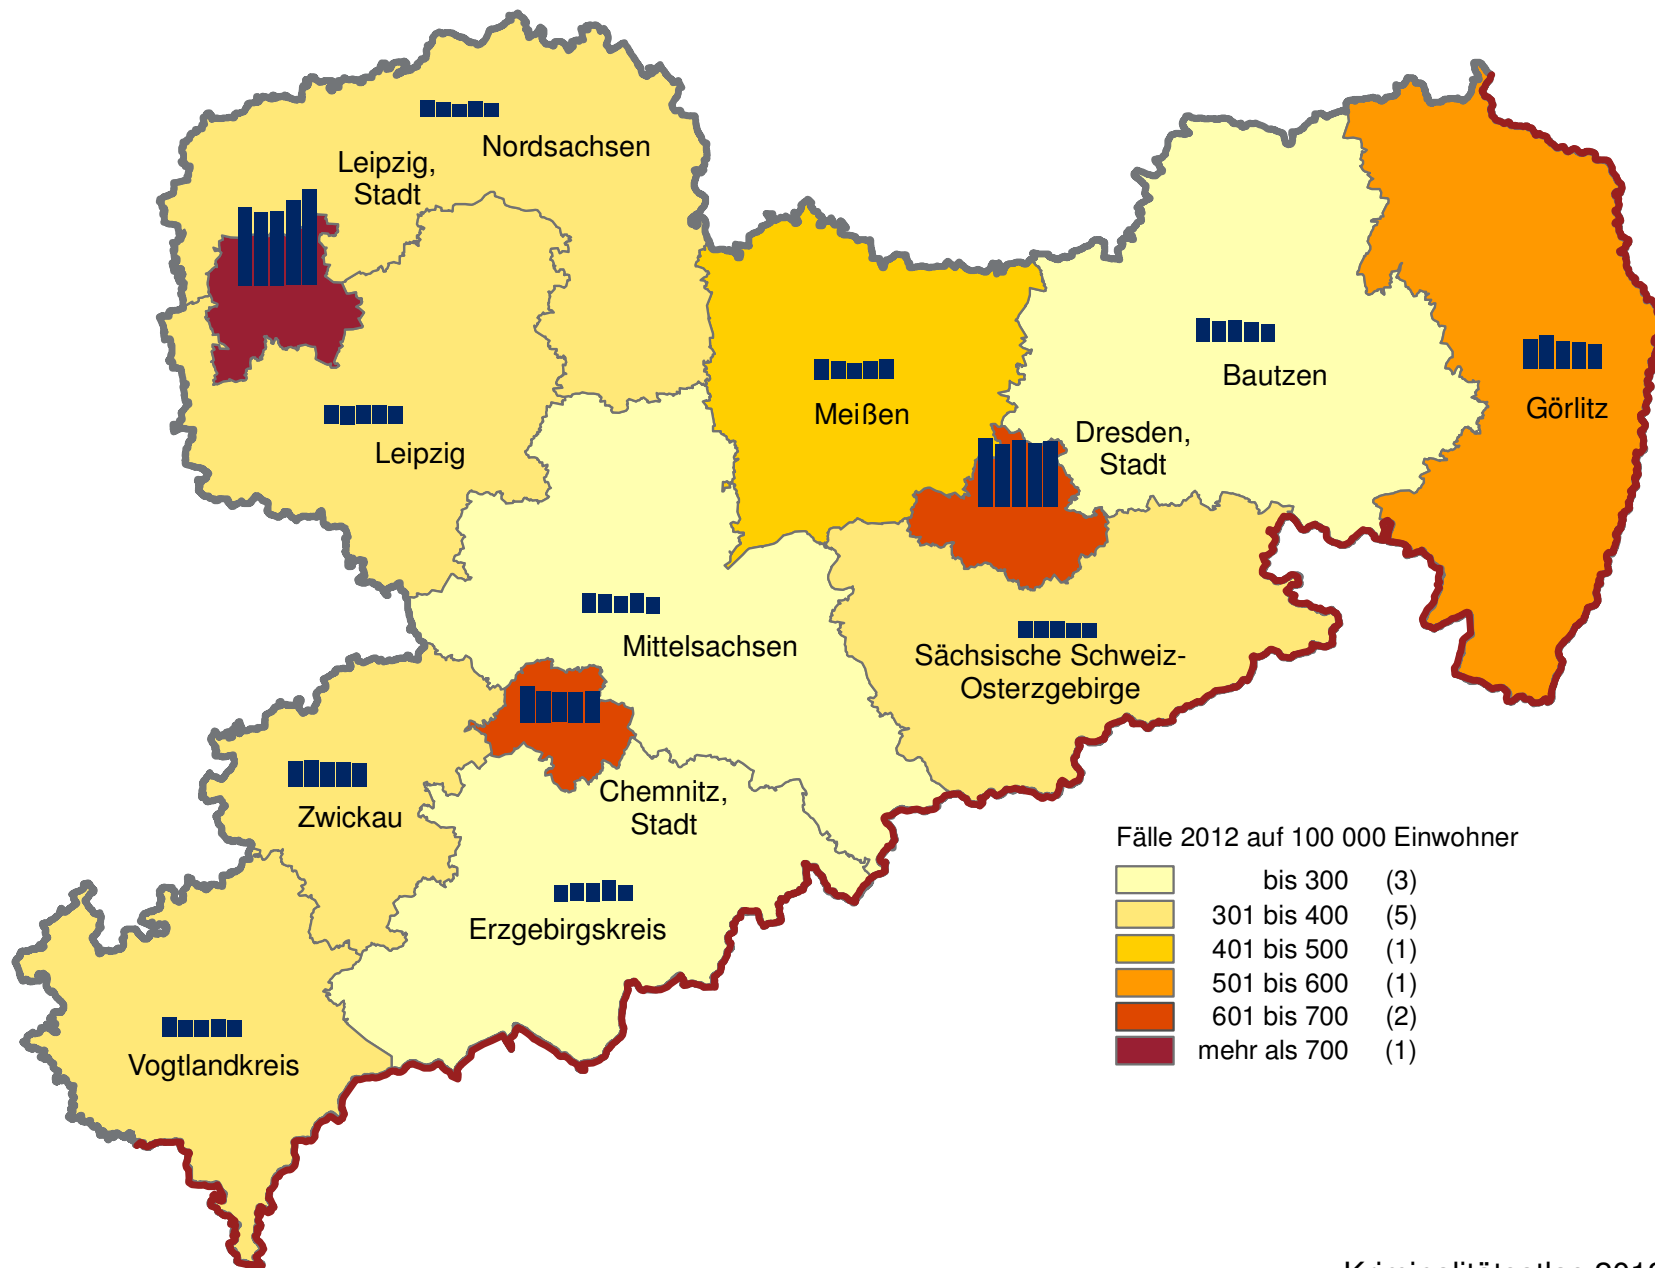 Nordsachsen
Leipzig,
Stadt
Meißen
Bautzen
Görlitz
Dresden,
Stadt
Leipzig
Mittelsachsen
Sächsische Schweiz-
Osterzgebirge
Zwickau
Chemnitz,
Stadt
Erzgebirgskreis
Vogtlandkreis
Fälle 2012 auf 100 000 Einwohner
bis 300 (3)
301 bis 400 (5)
401 bis 500 (1)
501 bis 600 (1)
601 bis 700 (2)
mehr als 700 (1)